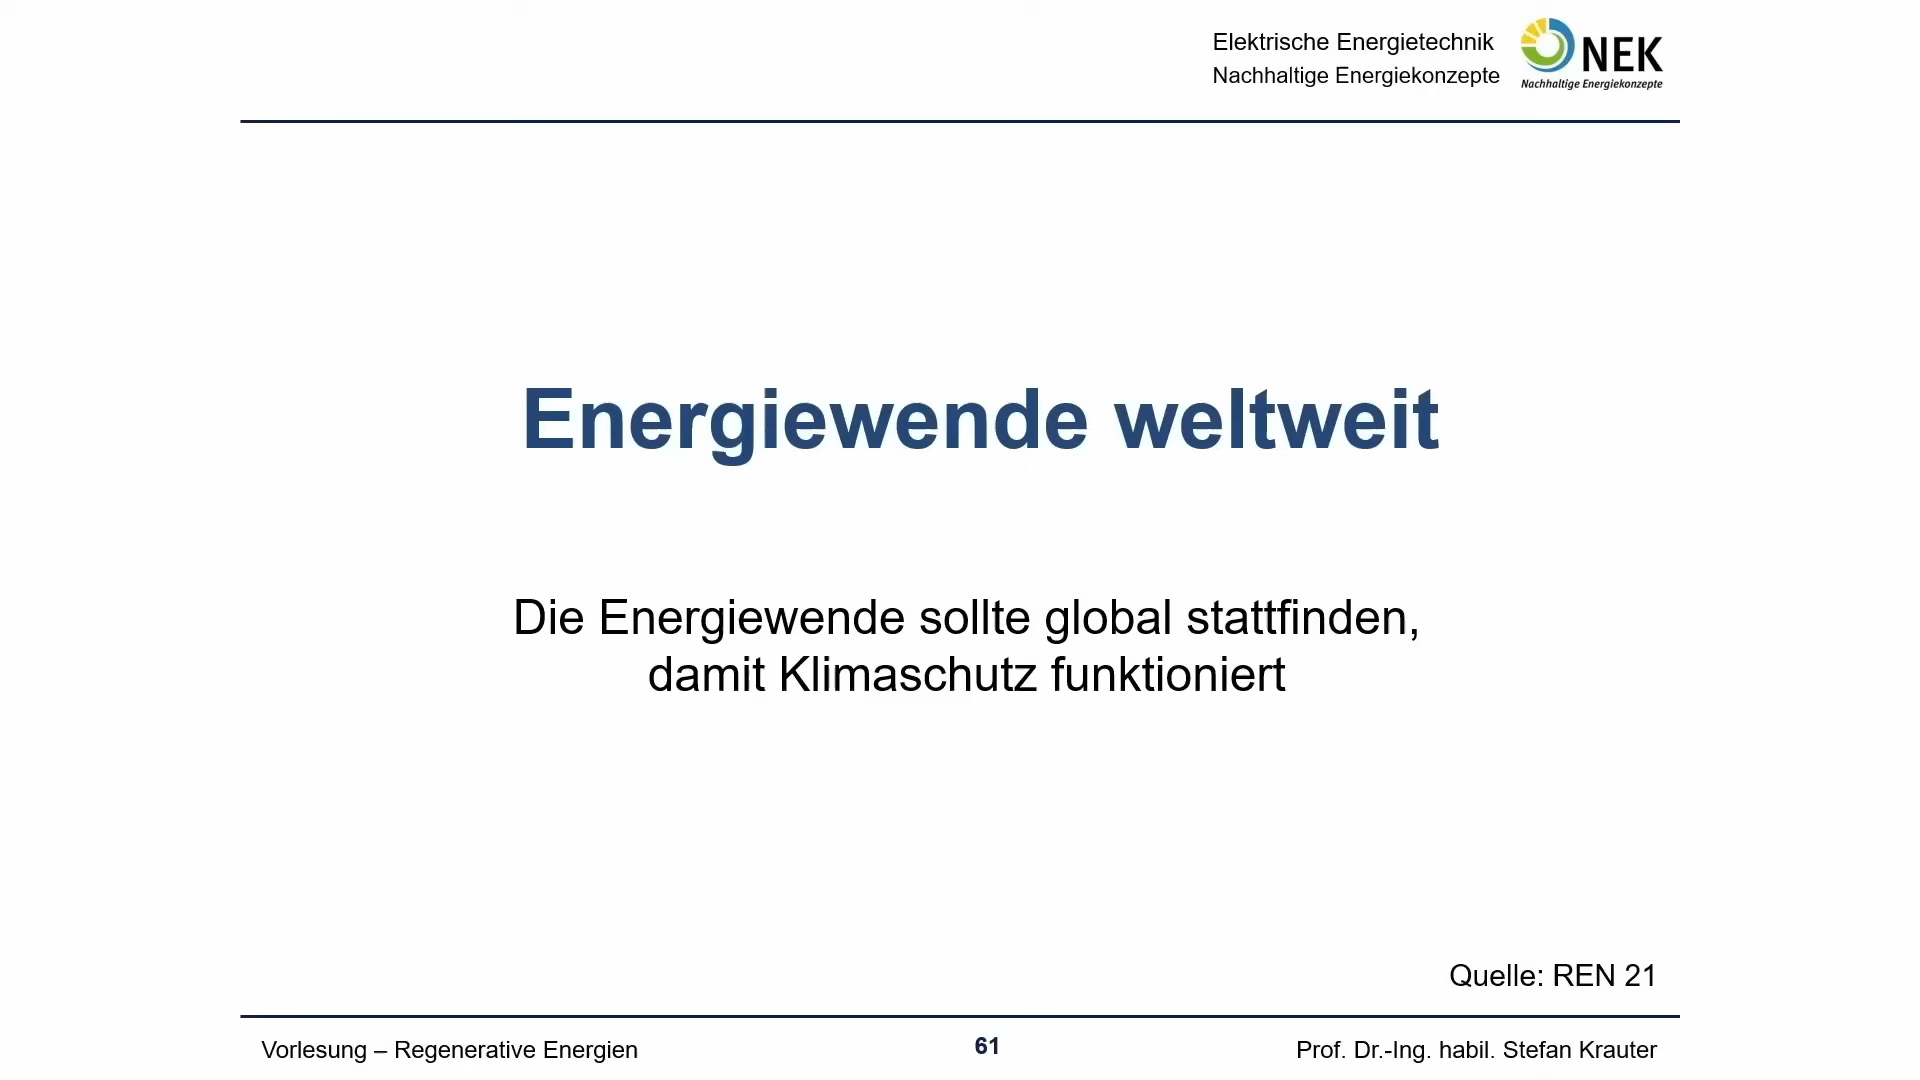 Elektrische Energietechnik
Nachhaltige Energiekonzepte
NEK
Nachhaltige Energiekonzepte
Energiewende weltweit
Die Energiewende sollte global stattfinden,
damit Klimaschutz funktioniert
Quelle: REN 21
Vorlesung – Regenerative Energien
61
Prof. Dr.-Ing. habil. Stefan Krauter